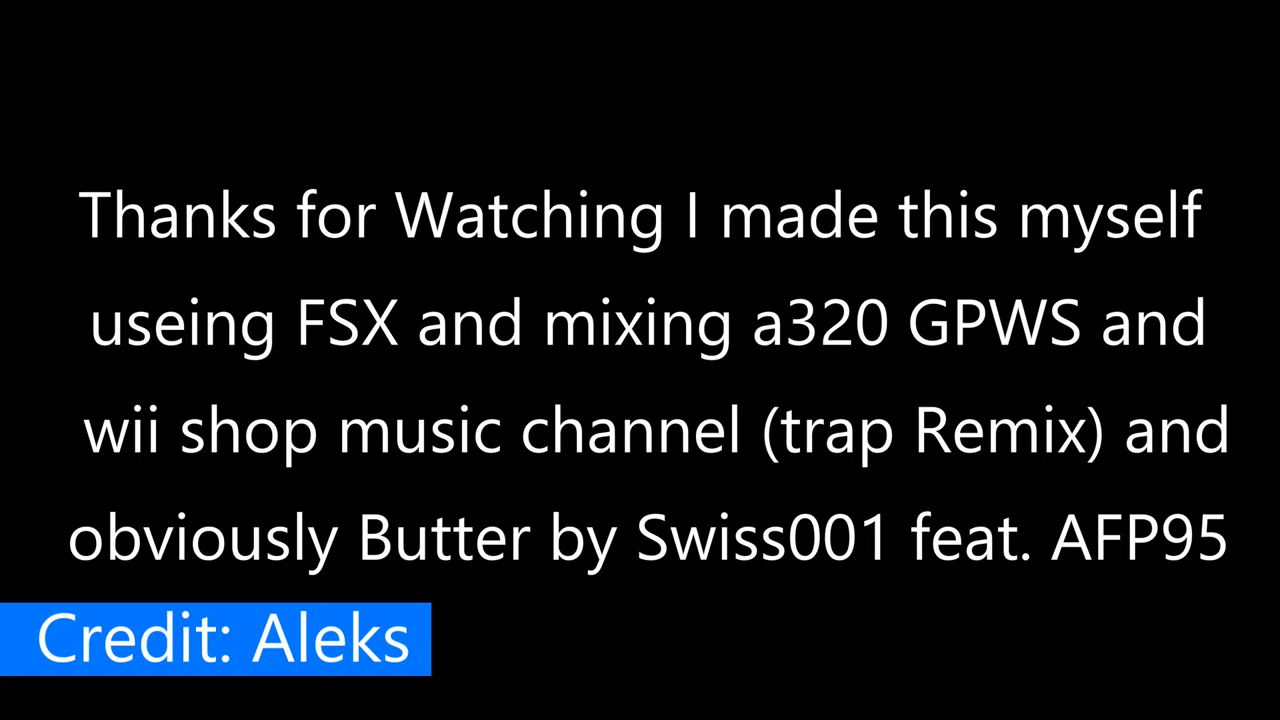 Thanks for Watching I made this myself
useing FSX and mixing a320 GPWS and
wii shop music channel (trap Remix) and
obviously Butter by Swiss001 feat. AFP95
Credit: Aleks